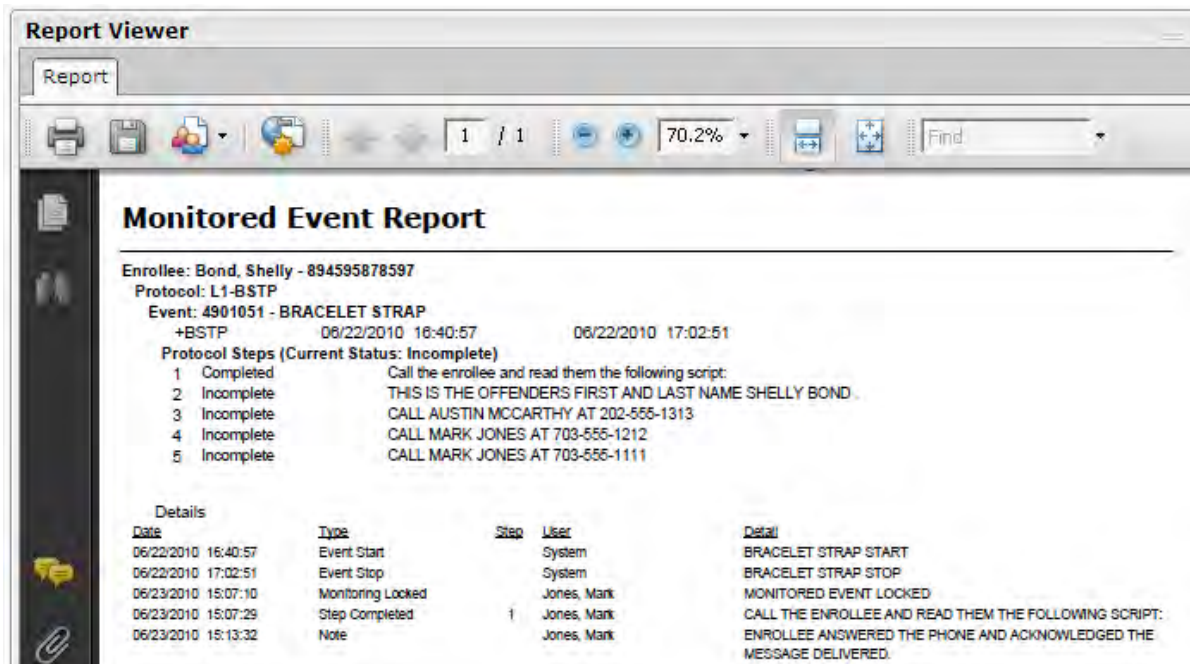 Report Viewer
Report
1 / 1 70.2% Find
Monitored Event Report
Enrollee: Bond, Shelly - 894595878597
Protocol: L1-BSTP
Event: 4901051 - BRACELET STRAP
+BSTP 06/22/2010 16:40:57 06/22/2010 17:02:51
Protocol Steps (Current Status: Incomplete)
1 Completed Call the enrollee and read them the following script:
2 Incomplete THIS IS THE OFFENDERS FIRST AND LAST NAME SHELLY BOND .
3 Incomplete CALL AUSTIN MCCARTHY AT 202-555-1313
4 Incomplete CALL MARK JONES AT 703-555-1212
5 Incomplete CALL MARK JONES AT 703-555-1111
Details
Date Type Step User Detail
06/22/2010 16:40:57 Event Start System BRACELET STRAP START
06/22/2010 17:02:51 Event Stop System BRACELET STRAP STOP
06/23/2010 15:07:10 Monitoring Locked Jones, Mark MONITORED EVENT LOCKED
06/23/2010 15:07:29 Step Completed 1 Jones, Mark CALL THE ENROLLEE AND READ THEM THE FOLLOWING SCRIPT:
06/23/2010 15:13:32 Note Jones, Mark ENROLLEE ANSWERED THE PHONE AND ACKNOWLEDGED THE
MESSAGE DELIVERED.